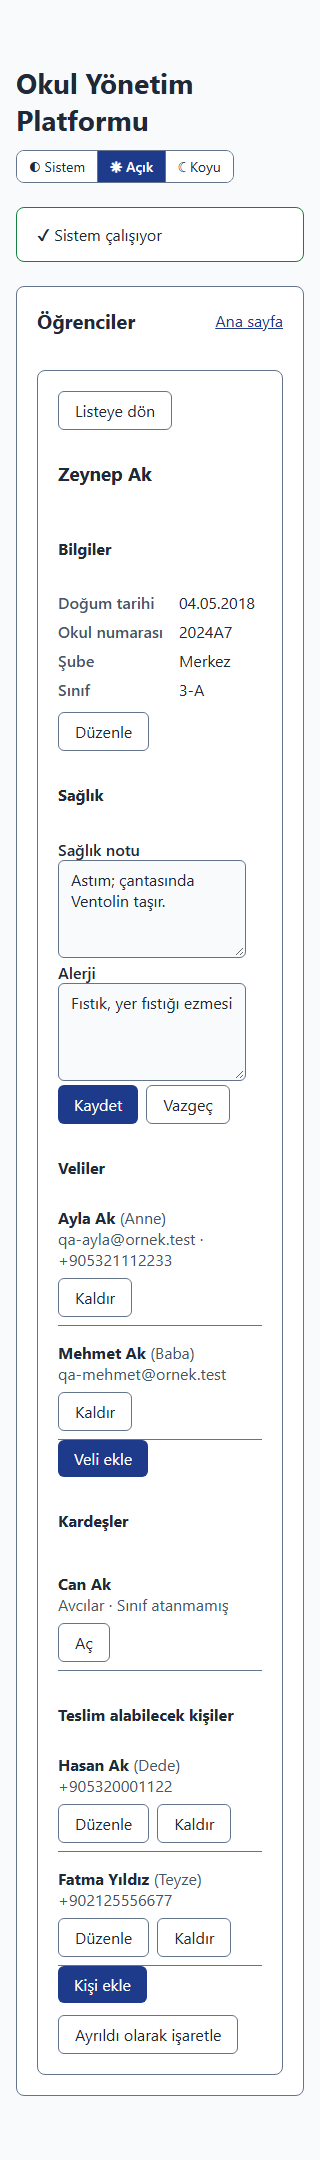 Okul Yönetim
Platformu
Sistem
Açık
Koyu
✓ Sistem çalışıyor
Öğrenciler
Ana sayfa
Listeye dön
Zeynep Ak
Bilgiler
Doğum tarihi 04.05.2018
Okul numarası 2024A7
Şube Merkez
Sınıf 3-A
Düzenle
Sağlık
Sağlık notu
Astım; çantasında
Ventolin taşır.
Alerji
Fıstık, yer fıstığı ezmesi
Kaydet
Vazgeç
Veliler
Ayla Ak (Anne)
qa-ayla@ornek.test ·
+905321112233
Kaldır
Mehmet Ak (Baba)
qa-mehmet@ornek.test
Kaldır
Veli ekle
Kardeşler
Can Ak
Avcılar · Sınıf atanmamış
Aç
Teslim alabilecek kişiler
Hasan Ak (Dede)
+905320001122
Düzenle
Kaldır
Fatma Yıldız (Teyze)
+902125556677
Düzenle
Kaldır
Kişi ekle
Ayrıldı olarak işaretle